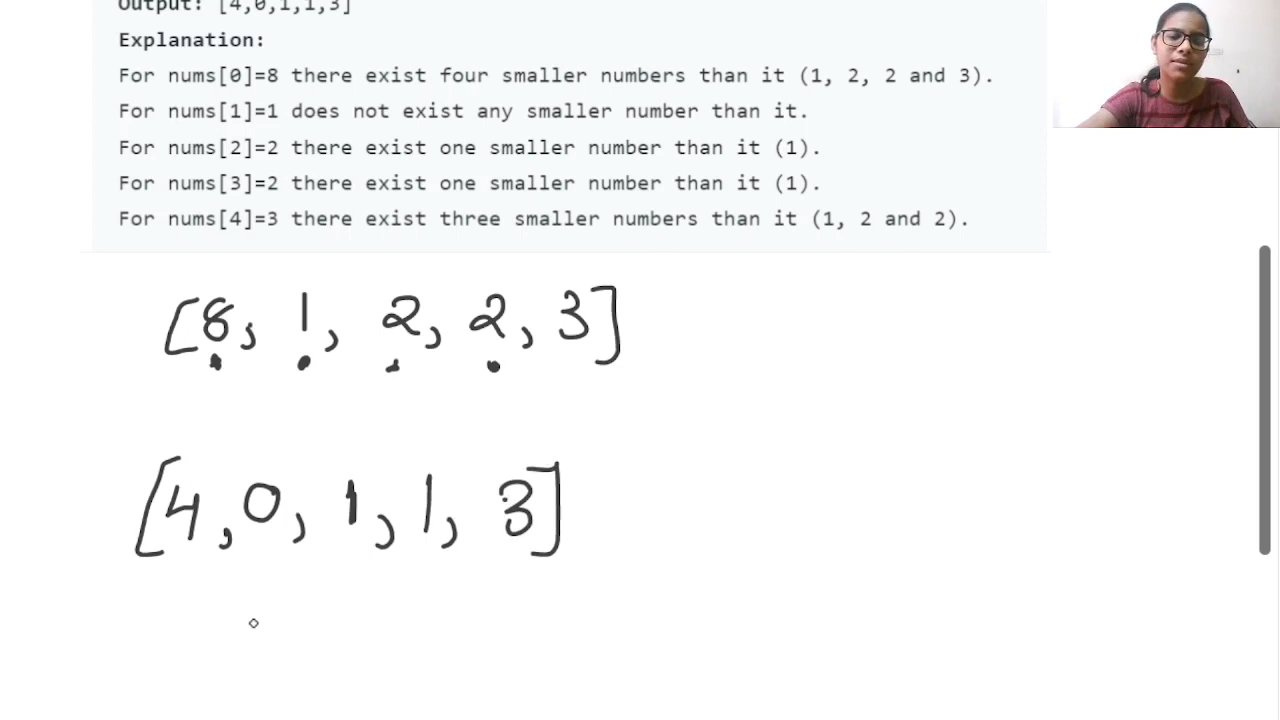 Output: [4,0,1,1,3]
Explanation:
For nums[0]=8 there exist four smaller numbers than it (1, 2, 2 and 3).
For nums[1]=1 does not exist any smaller number than it.
For nums[2]=2 there exist one smaller number than it (1).
For nums[3]=2 there exist one smaller number than it (1).
For nums[4]=3 there exist three smaller numbers than it (1, 2 and 2).
[8, 1, 2, 2, 3]
[4, 0, 1, 1, 3]